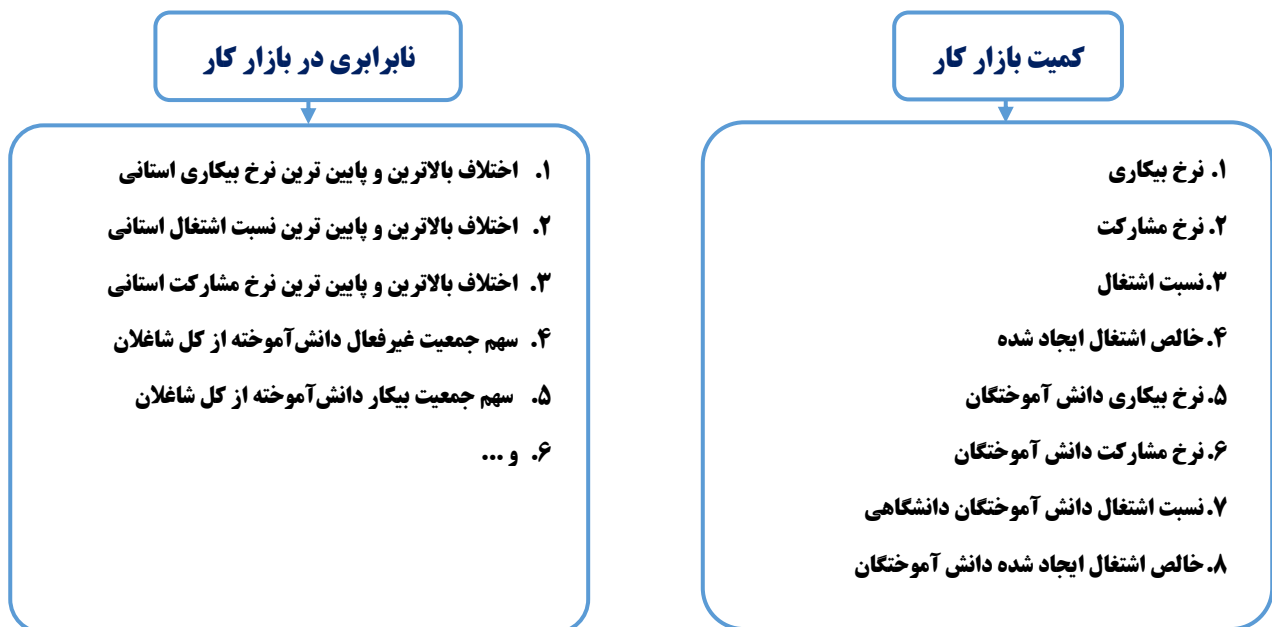 کمیت بازار کار
۱. نرخ بیکاری
۲. نرخ مشارکت
۳.نسبت اشتغال
۴.خالص اشتغال ایجاد شده
۵.نرخ بیکاری دانش آموختگان
۶.نرخ مشارکت دانش آموختگان
۷.نسبت اشتغال دانش آموختگان دانشگاهی
۸.خالص اشتغال ایجاد شده دانش آموختگان
نابرابری در بازار کار
۱. اختلاف بالاترین و پایین ترین نرخ بیکاری استانی
۲. اختلاف بالاترین و پایین ترین نسبت اشتغال استانی
۳. اختلاف بالاترین و پایین ترین نرخ مشارکت استانی
۴. سهم جمعیت غیرفعال دانش‌آموخته از کل شاغلان
۵. سهم جمعیت بیکار دانش‌آموخته از کل شاغلان
۶. و ...